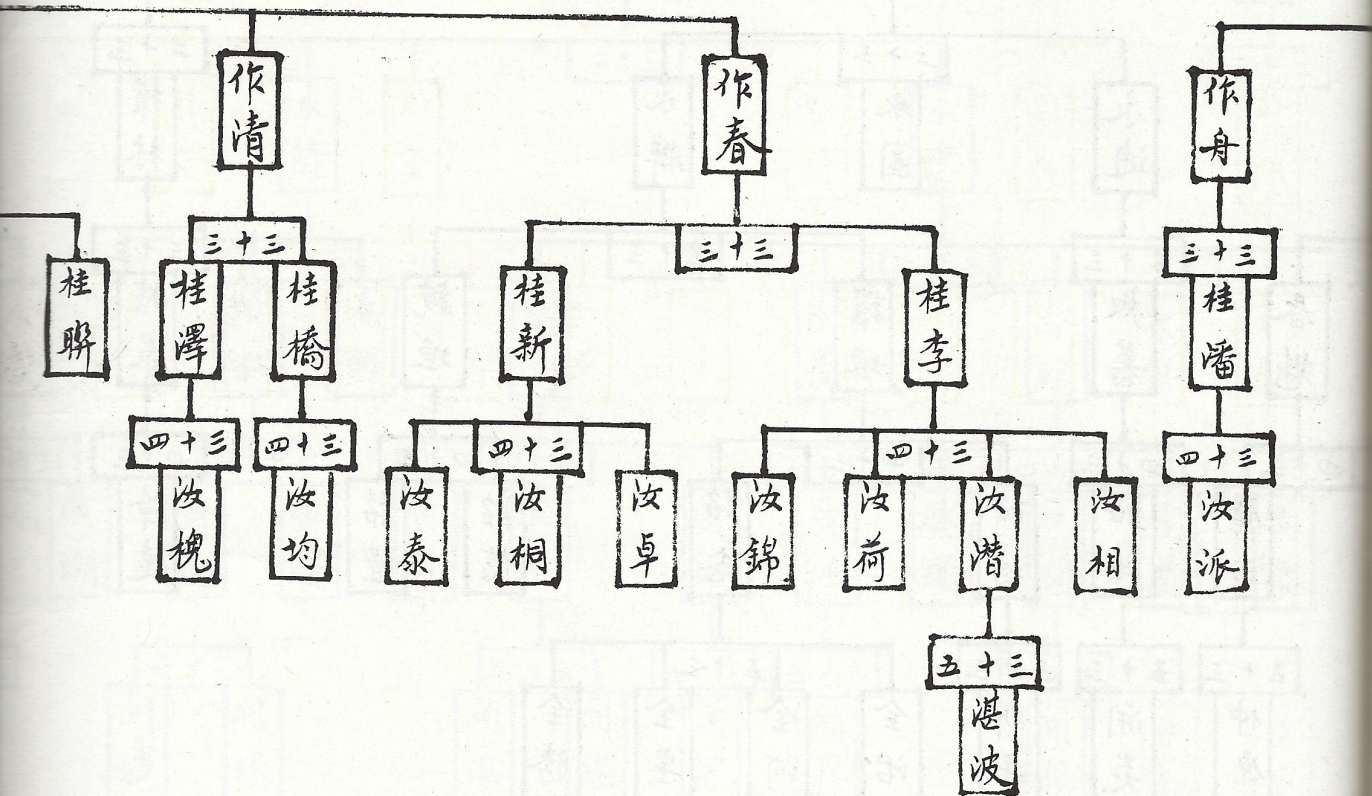 作舟
作春
作清
三十三
三十三
三十三
桂潘
桂李
桂新
桂橋
桂澤
桂聯
三十四
三十四
三十四
三十四
三十四
汝派
汝相
汝潛
汝荷
汝錦
汝卓
汝桐
汝泰
汝均
汝槐
三十五
湛波